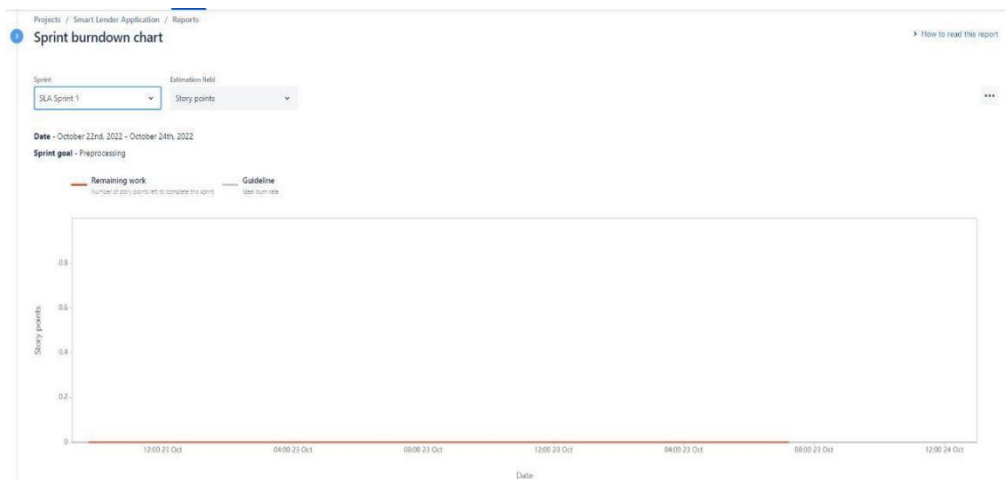 Projects / Smart Lender Application / Reports
Sprint burndown chart
How to read this report
Sprint
Estimation field
SLA Sprint 1
Story points
Date - October 22nd, 2022 - October 24th, 2022
Sprint goal - Preprocessing
Remaining work
Number of story points left to complete the sprint
Guideline
Ideal burn rate
0.8
0.6
0.4
0.2
0
Story points
12:00 23 Oct
04:00 23 Oct
08:00 23 Oct
12:00 23 Oct
04:00 23 Oct
08:00 23 Oct
12:00 24 Oct
Date